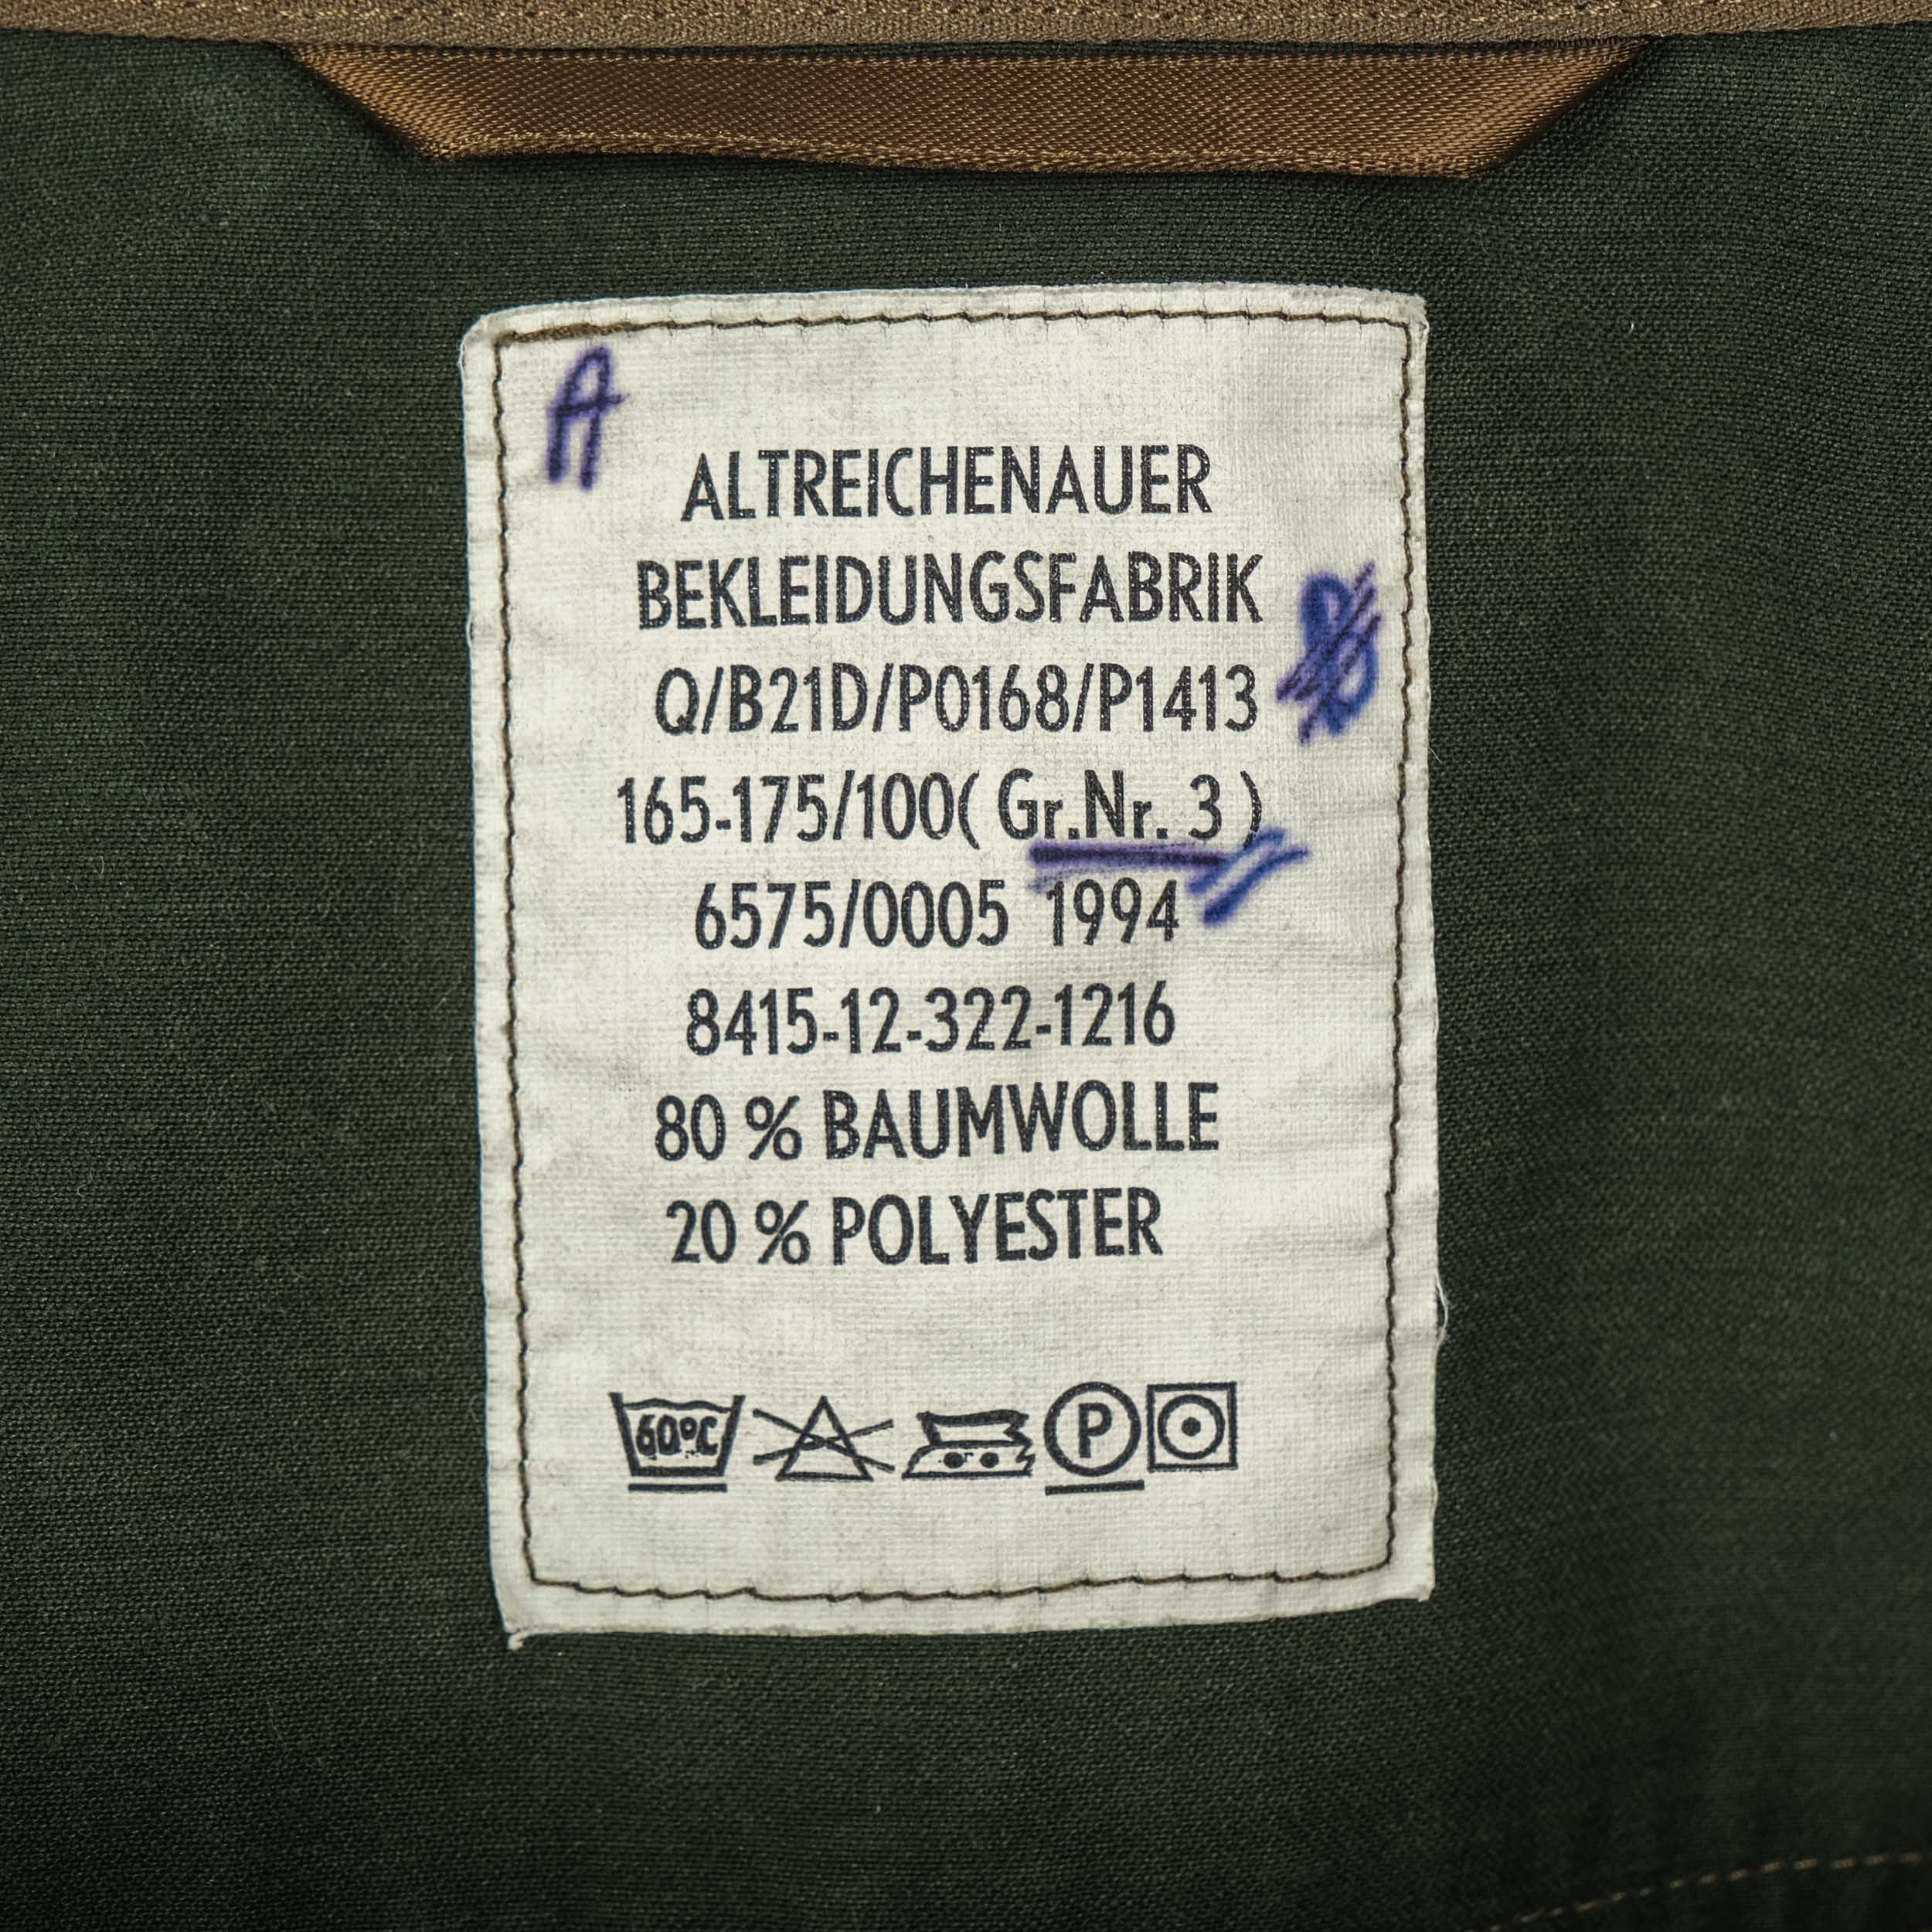 A
ALTREICHENAUER
BEKLEIDUNGSFABRIK
Q/B21D/P0168/P1413
165-175/100( Gr.Nr. 3 )
6575/0005 1994
8415-12-322-1216
80 % BAUMWOLLE
20 % POLYESTER
60°C P